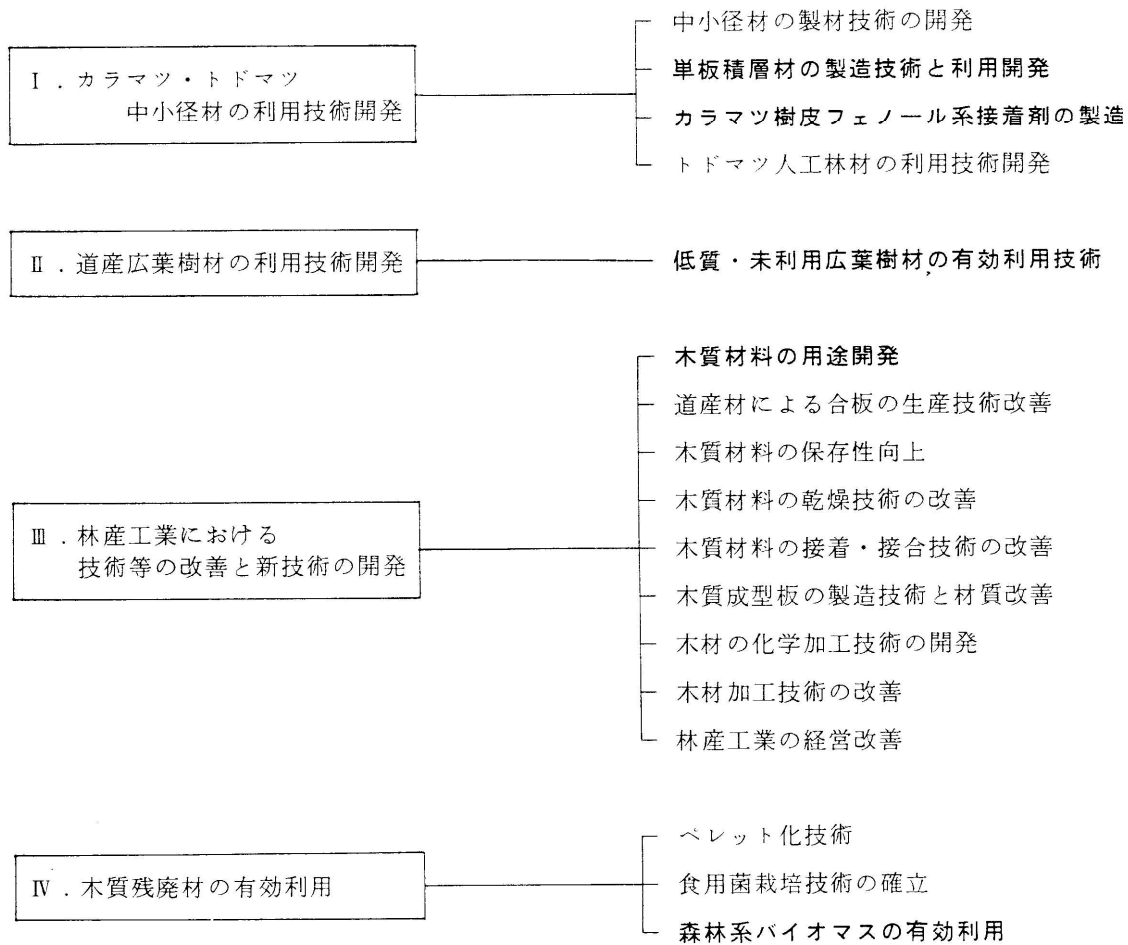 Ⅰ．カラマツ・トドマツ
中小径材の利用技術開発
中小径材の製材技術の開発
単板積層材の製造技術と利用開発
カラマツ樹皮フェノール系接着剤の製造
トドマツ人工林材の利用技術開発
Ⅱ．道産広葉樹材の利用技術開発
低質・未利用広葉樹材の有効利用技術
Ⅲ．林産工業における
技術等の改善と新技術の開発
木質材料の用途開発
道産材による合板の生産技術改善
木質材料の保存性向上
木質材料の乾燥技術の改善
木質材料の接着・接合技術の改善
木質成型板の製造技術と材質改善
木材の化学加工技術の開発
木材加工技術の改善
林産工業の経営改善
Ⅳ．木質残廃材の有効利用
ペレット化技術
食用菌栽培技術の確立
森林系バイオマスの有効利用